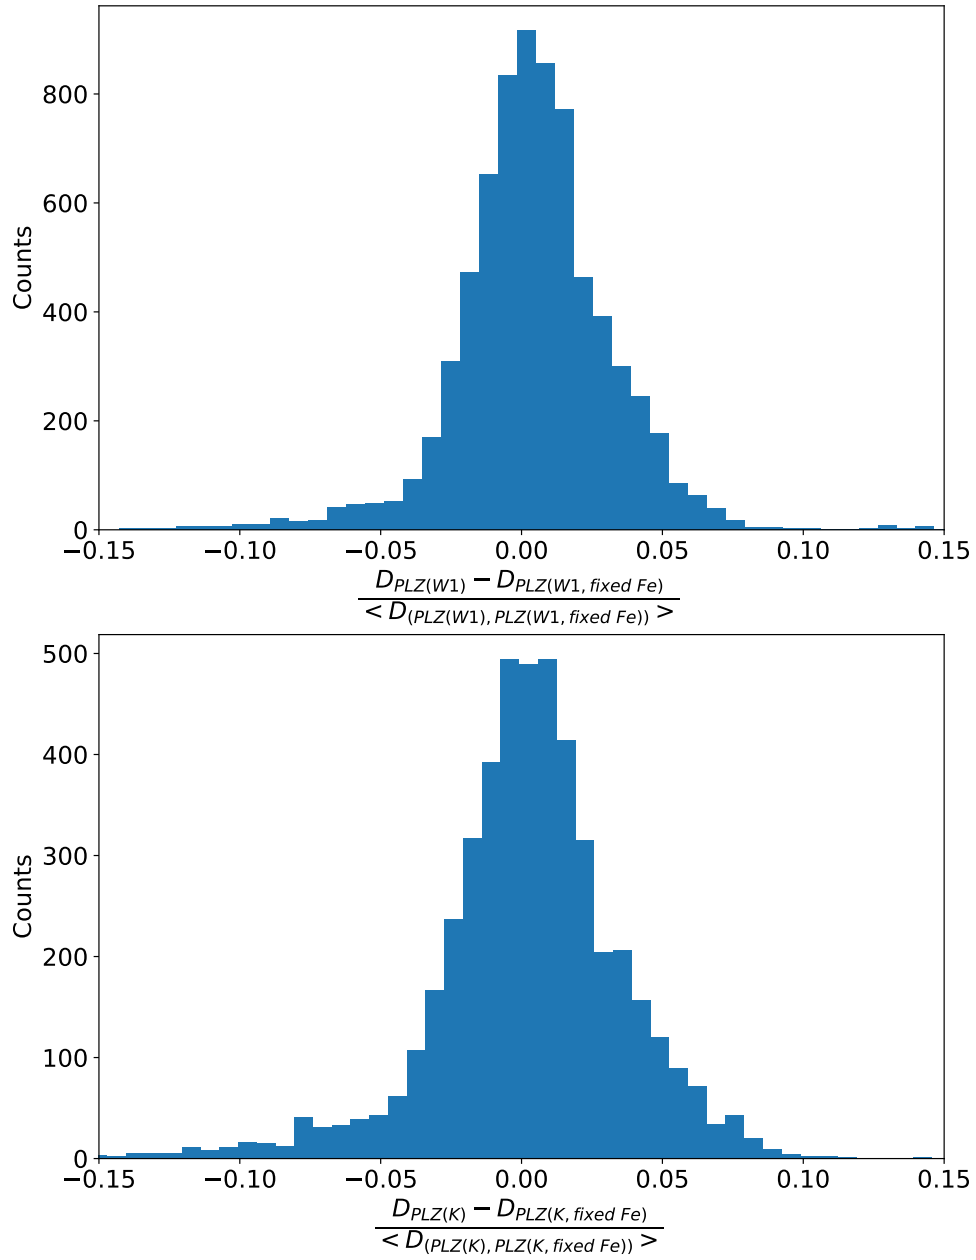 800
600
400
200
0
Counts
−0.15 −0.10 −0.05 0.00 0.05 0.10 0.15
D_{PLZ(W1)} − D_{PLZ(W1, fixed Fe)}
< D_{(PLZ(W1), PLZ(W1, fixed Fe))} >
500
400
300
200
100
0
Counts
−0.15 −0.10 −0.05 0.00 0.05 0.10 0.15
D_{PLZ(K)} − D_{PLZ(K, fixed Fe)}
< D_{(PLZ(K), PLZ(K, fixed Fe))} >